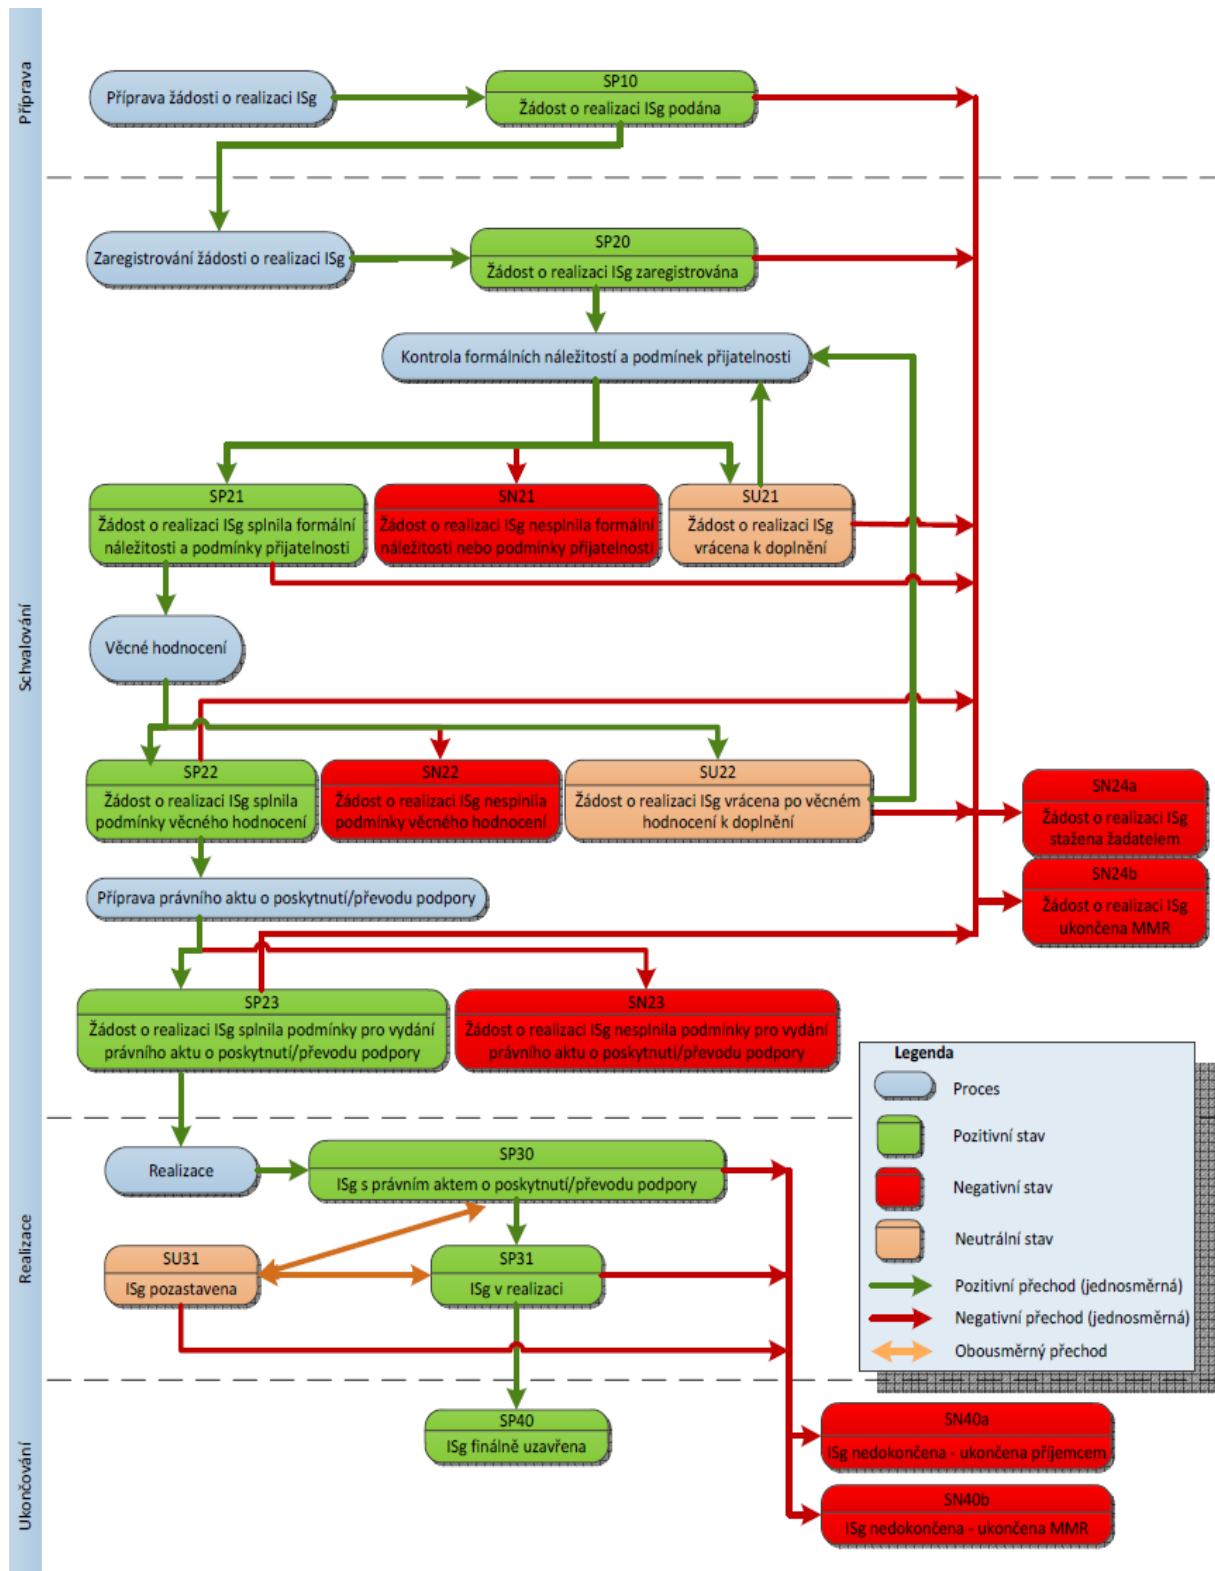 Příprava
Příprava žádosti o realizaci ISg
SP10
Žádost o realizaci ISg podána
Schvalování
Zaregistrování žádosti o realizaci ISg
SP20
Žádost o realizaci ISg zaregistrována
Kontrola formálních náležitostí a podmínek přijatelnosti
SP21
Žádost o realizaci ISg splnila formální
náležitosti a podmínky přijatelnosti
SN21
Žádost o realizaci ISg nesplnila formální
náležitosti nebo podmínky přijatelnosti
SU21
Žádost o realizaci ISg
vrácena k doplnění
Věcné hodnocení
SP22
Žádost o realizaci ISg splnila
podmínky věcného hodnocení
SN22
Žádost o realizaci ISg nesplnila
podmínky věcného hodnocení
SU22
Žádost o realizaci ISg vrácena po věcném
hodnocení k doplnění
SN24a
Žádost o realizaci ISg
stažena žadatelem
SN24b
Žádost o realizaci ISg
ukončena MMR
Příprava právního aktu o poskytnutí/převodu podpory
SP23
Žádost o realizaci ISg splnila podmínky pro vydání
právního aktu o poskytnutí/převodu podpory
SN23
Žádost o realizaci ISg nesplnila podmínky pro vydání
právního aktu o poskytnutí/převodu podpory
Legenda
Proces
Pozitivní stav
Negativní stav
Neutrální stav
Pozitivní přechod (jednosměrná)
Negativní přechod (jednosměrná)
Obousměrný přechod
Realizace
Realizace
SP30
ISg s právním aktem o poskytnutí/převodu podpory
SU31
ISg pozastavena
SP31
ISg v realizaci
Ukončování
SP40
ISg finálně uzavřena
SN40a
ISg nedokončena - ukončena příjemcem
SN40b
ISg nedokončena - ukončena MMR